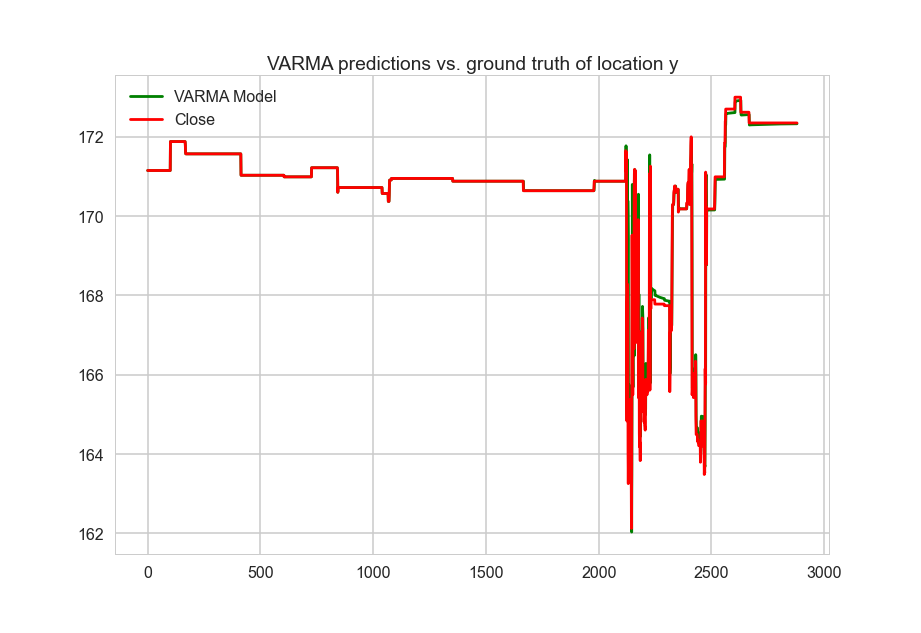 VARMA predictions vs. ground truth of location y
VARMA Model
Close
172
170
168
166
164
162
0 500 1000 1500 2000 2500 3000